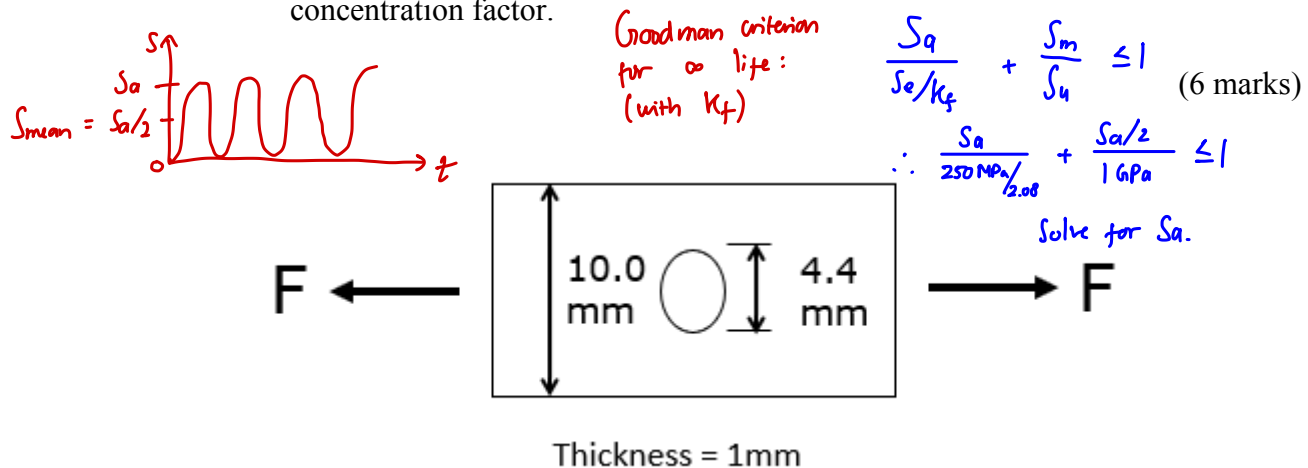 concentration factor.
S
Sa
Smean = Sa/2
0
t
Goodman criterion
for ∞ life:
(with Kf)
Sa/(Se/Kf) + Sm/Su ≤ 1
(6 marks)
∴ Sa/(250 MPa/2.08) + (Sa/2)/(1 GPa) ≤ 1
Solve for Sa.
F
10.0
mm
4.4
mm
F
Thickness = 1mm